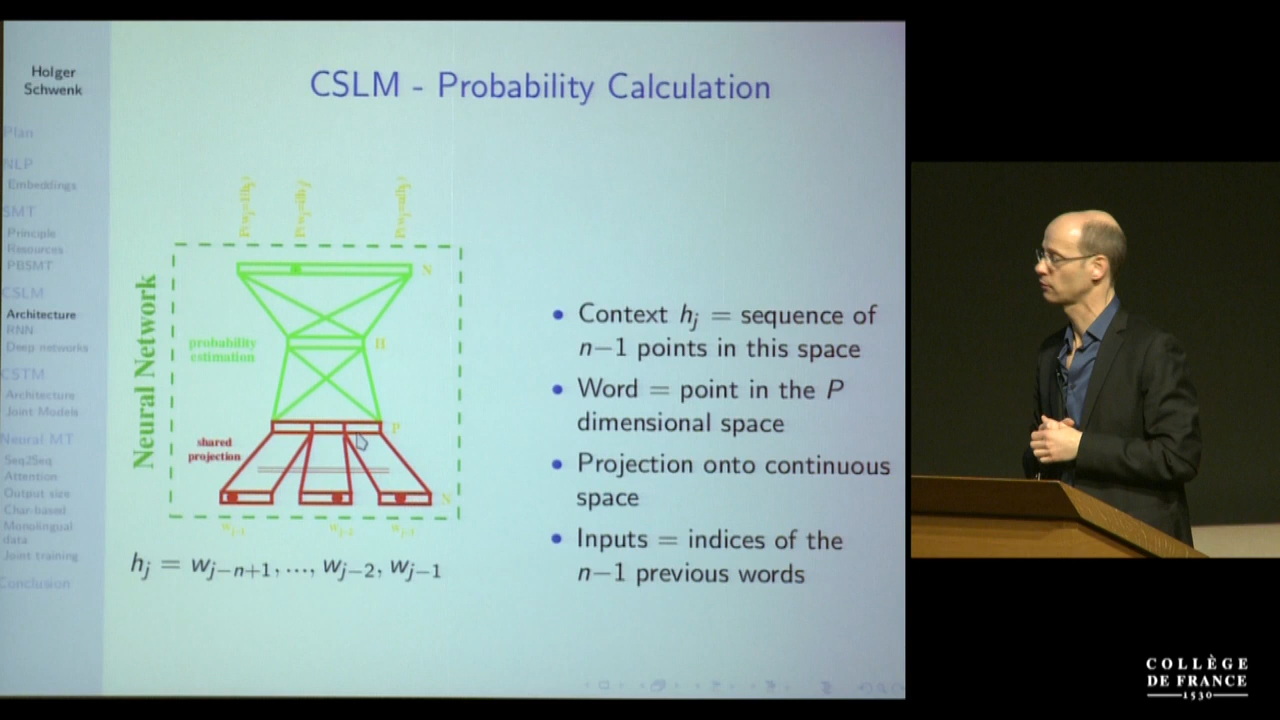 Holger
Schwenk
Plan
NLP
Embeddings
SMT
Principle
Resources
PBSMT
CSLM
Architecture
RNN
Deep networks
CSTM
Architecture
Joint Models
Neural MT
Seq2Seq
Attention
Output size
Char-based
Monolingual
data
Joint training
Conclusion
CSLM - Probability Calculation
Neural Network
N
probability
estimation
H
P
shared
projection
N
h_j = w_{j−n+1}, ..., w_{j−2}, w_{j−1}
• Context h_j = sequence of
n−1 points in this space
• Word = point in the P
dimensional space
• Projection onto continuous
space
• Inputs = indices of the
n−1 previous words
COLLÈGE
DE FRANCE
1530